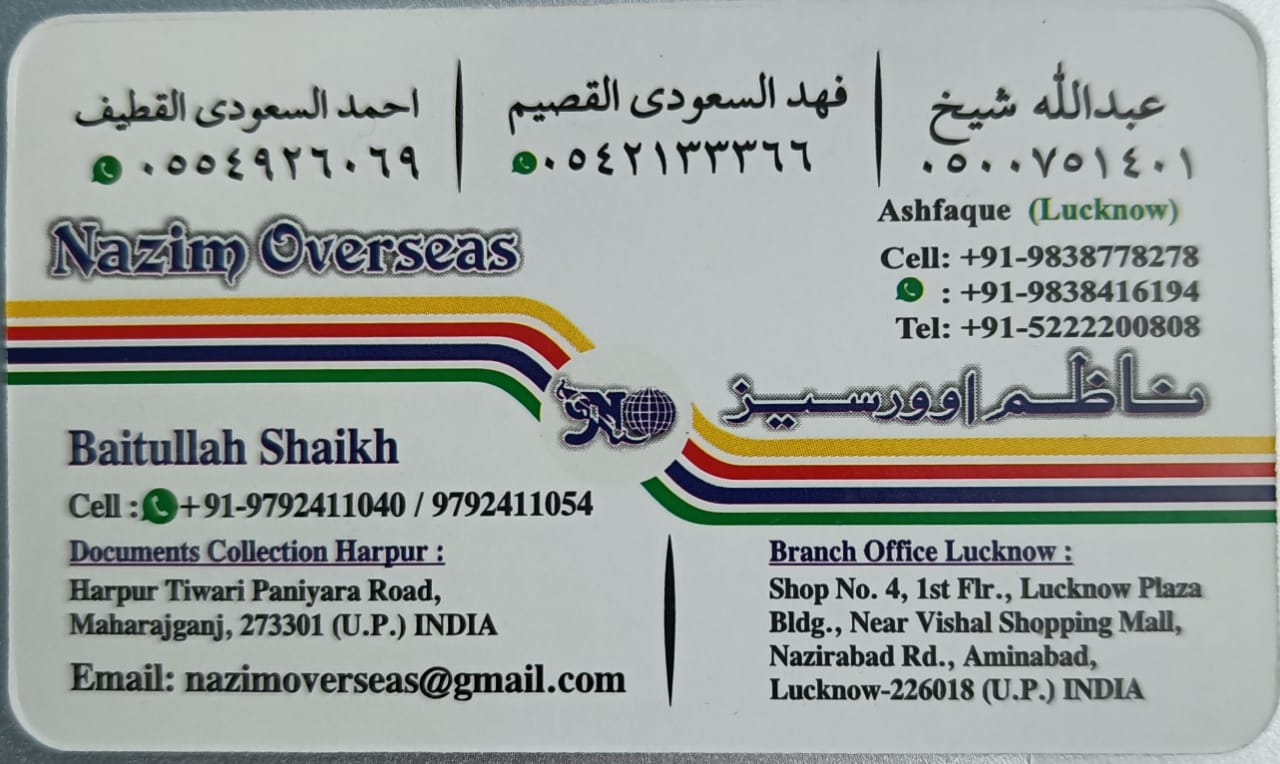 عبدالله شيخ
٠٥٠٠٧٥١٤٠١
فهد السعودى القصيم
٠٥٤٢١٣٣٣٦٦
احمد السعودى القطيف
٠٥٥٤٩٢٦٠٦٩
Nazim Overseas
Ashfaque (Lucknow)
Cell: +91-9838778278
: +91-9838416194
Tel: +91-5222200808
ناظم اوورسیز
Baitullah Shaikh
Cell : +91-9792411040 / 9792411054
Documents Collection Harpur :
Harpur Tiwari Paniyara Road,
Maharajganj, 273301 (U.P.) INDIA
Email: nazimoverseas@gmail.com
Branch Office Lucknow :
Shop No. 4, 1st Flr., Lucknow Plaza
Bldg., Near Vishal Shopping Mall,
Nazirabad Rd., Aminabad,
Lucknow-226018 (U.P.) INDIA